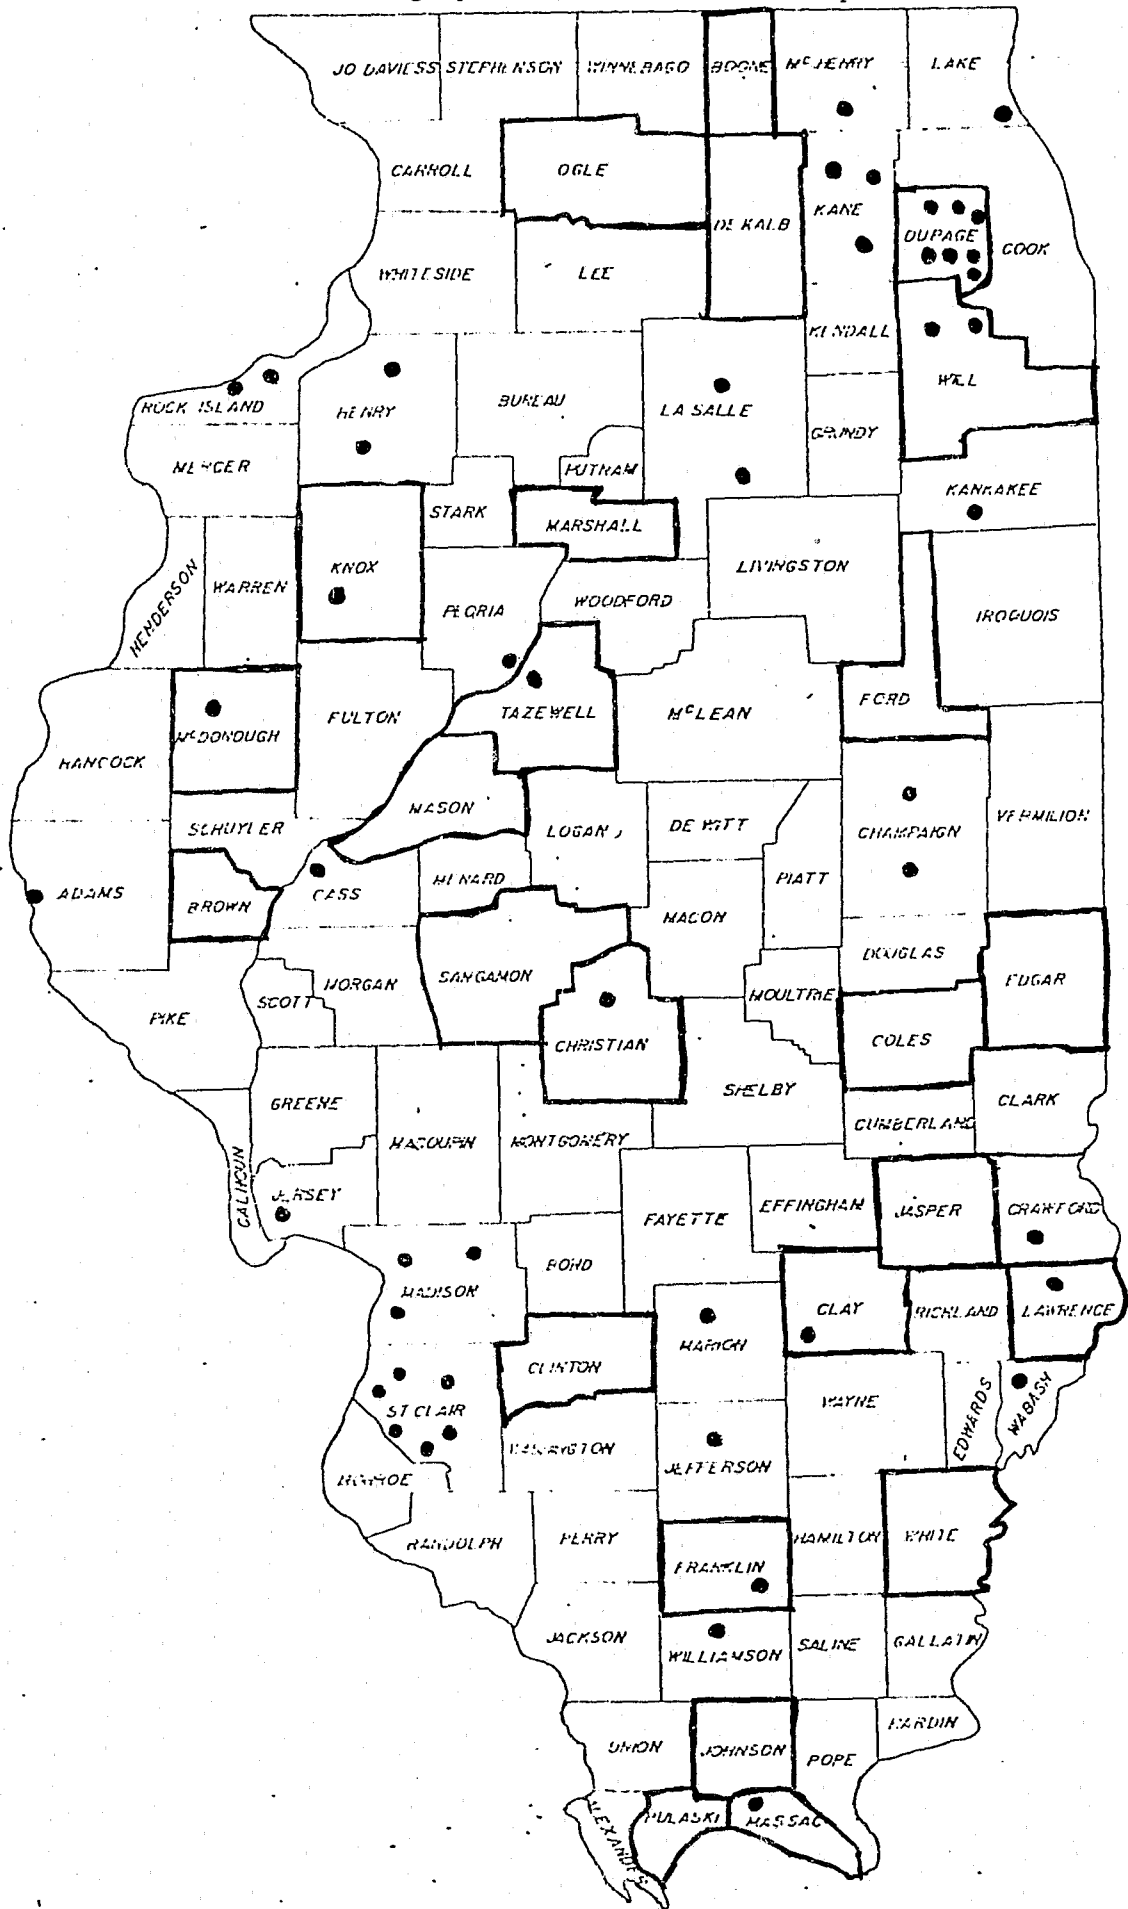 JO DAVIESS STEPHENSON WINNEBAGO BOONE McHENRY LAKE
CARROLL OGLE DE KALB KANE DUPAGE COOK
WHITESIDE LEE
KENDALL
ROCK ISLAND HENRY BUREAU LA SALLE WILL
GRUNDY
MERCER PUTNAM KANKAKEE
STARK MARSHALL
HENDERSON WARREN KNOX PEORIA WOODFORD LIVINGSTON IROQUOIS
HANCOCK McDONOUGH FULTON TAZEWELL McLEAN FORD
SCHUYLER MASON LOGAN DE WITT CHAMPAIGN VERMILION
ADAMS BROWN CASS MENARD MACON PIATT
DOUGLAS EDGAR
PIKE SCOTT MORGAN SANGAMON CHRISTIAN MOULTRIE COLES
GREENE SHELBY CLARK
CALHOUN MACOUPIN MONTGOMERY CUMBERLAND
JERSEY FAYETTE EFFINGHAM JASPER CRAWFORD
MADISON BOND CLAY RICHLAND LAWRENCE
CLINTON MARION
ST CLAIR WAYNE EDWARDS WABASH
MONROE WASHINGTON JEFFERSON
RANDOLPH PERRY FRANKLIN HAMILTON WHITE
JACKSON WILLIAMSON SALINE GALLATIN
UNION JOHNSON POPE HARDIN
ALEXANDER PULASKI MASSAC